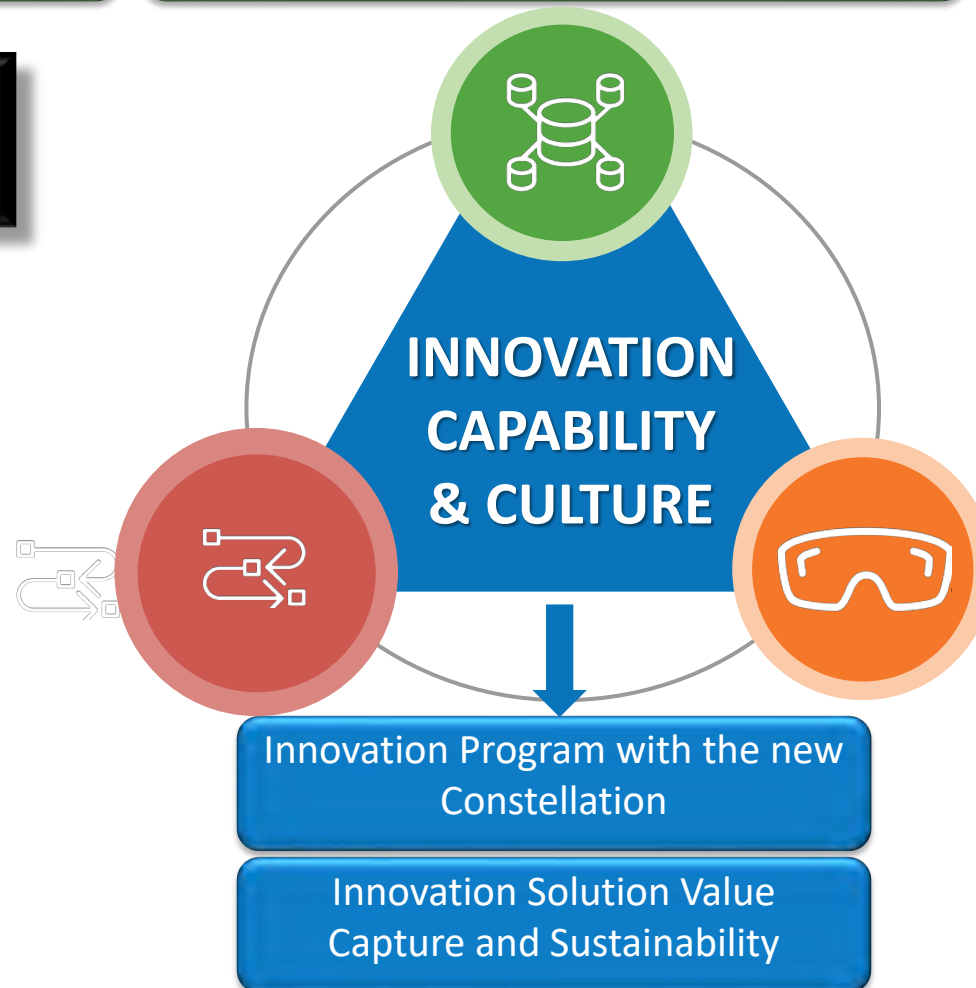 INNOVATION
CAPABILITY
& CULTURE
Innovation Program with the new
Constellation
Innovation Solution Value
Capture and Sustainability